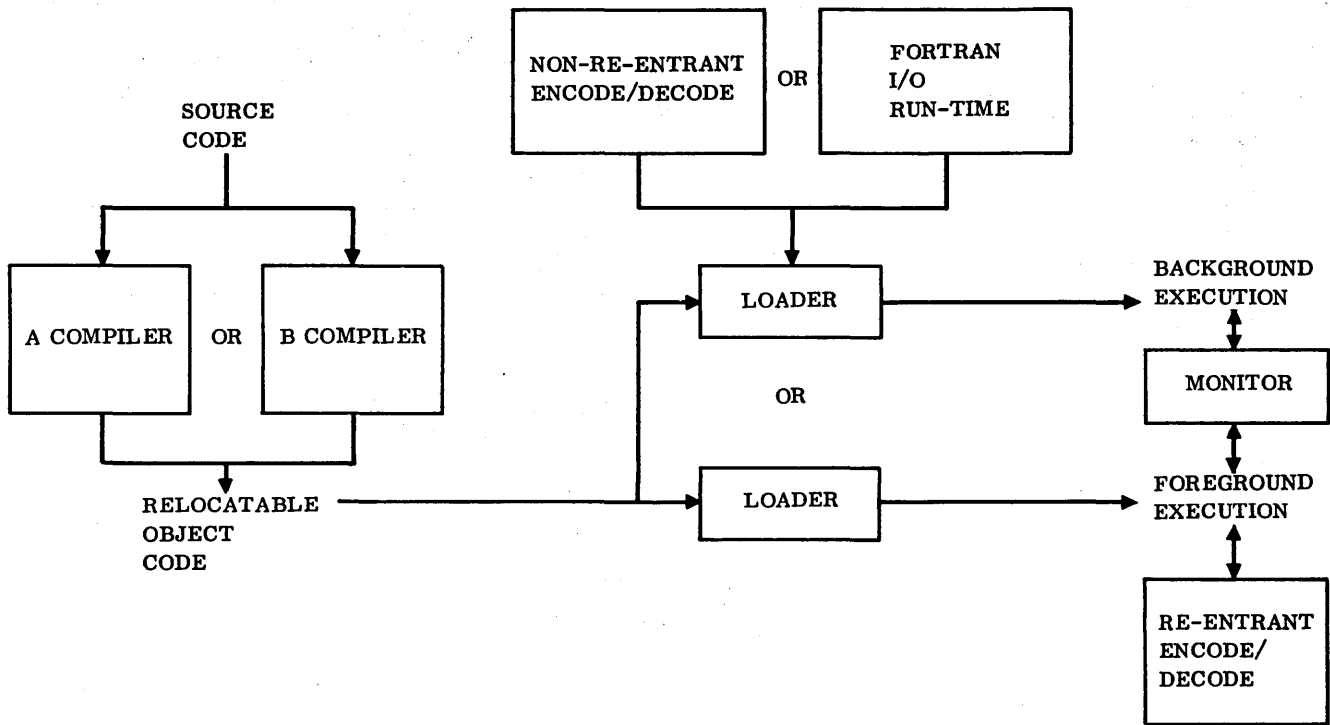 NON-RE-ENTRANT
ENCODE/DECODE
OR
FORTRAN
I/O
RUN-TIME
SOURCE
CODE
A COMPILER
OR
B COMPILER
LOADER
BACKGROUND
EXECUTION
MONITOR
OR
RELOCATABLE
OBJECT
CODE
LOADER
FOREGROUND
EXECUTION
RE-ENTRANT
ENCODE/
DECODE